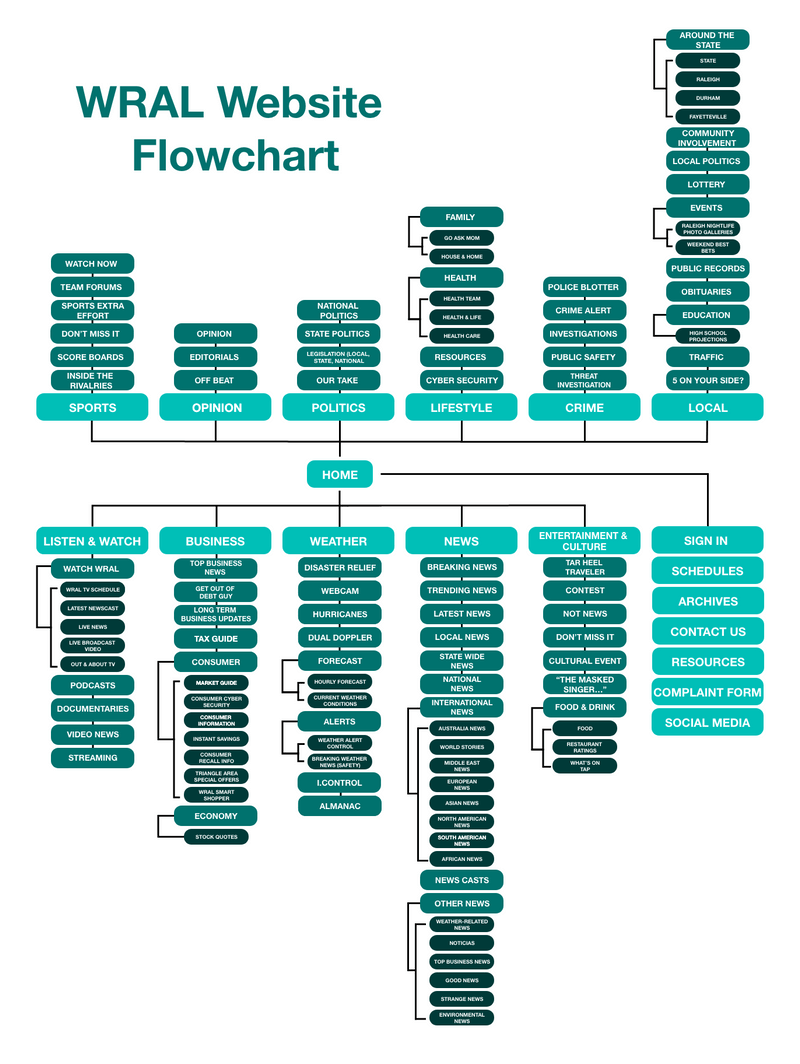 WRAL Website
Flowchart
WATCH NOW
TEAM FORUMS
SPORTS EXTRA
EFFORT
DON'T MISS IT
SCORE BOARDS
INSIDE THE
RIVALRIES
SPORTS
OPINION
EDITORIALS
OFF BEAT
OPINION
NATIONAL
POLITICS
STATE POLITICS
LEGISLATION (LOCAL,
STATE, NATIONAL
OUR TAKE
POLITICS
FAMILY
GO ASK MOM
HOUSE & HOME
HEALTH
HEALTH TEAM
HEALTH & LIFE
HEALTH CARE
RESOURCES
CYBER SECURITY
LIFESTYLE
POLICE BLOTTER
CRIME ALERT
INVESTIGATIONS
PUBLIC SAFETY
THREAT
INVESTIGATION
CRIME
AROUND THE
STATE
STATE
RALEIGH
DURHAM
FAYETTEVILLE
COMMUNITY
INVOLVEMENT
LOCAL POLITICS
LOTTERY
EVENTS
RALEIGH NIGHTLIFE
PHOTO GALLERIES
WEEKEND BEST
BETS
PUBLIC RECORDS
OBITUARIES
EDUCATION
HIGH SCHOOL
PROJECTIONS
TRAFFIC
5 ON YOUR SIDE?
LOCAL
HOME
LISTEN & WATCH
WATCH WRAL
WRAL TV SCHEDULE
LATEST NEWSCAST
LIVE NEWS
LIVE BROADCAST
VIDEO
OUT & ABOUT TV
PODCASTS
DOCUMENTARIES
VIDEO NEWS
STREAMING
BUSINESS
TOP BUSINESS
NEWS
GET OUT OF
DEBT GUY
LONG TERM
BUSINESS UPDATES
TAX GUIDE
CONSUMER
MARKET GUIDE
CONSUMER CYBER
SECURITY
CONSUMER
INFORMATION
INSTANT SAVINGS
CONSUMER
RECALL INFO
TRIANGLE AREA
SPECIAL OFFERS
WRAL SMART
SHOPPER
ECONOMY
STOCK QUOTES
WEATHER
DISASTER RELIEF
WEBCAM
HURRICANES
DUAL DOPPLER
FORECAST
HOURLY FORECAST
CURRENT WEATHER
CONDITIONS
ALERTS
WEATHER ALERT
CONTROL
BREAKING WEATHER
NEWS (SAFETY)
I.CONTROL
ALMANAC
NEWS
BREAKING NEWS
TRENDING NEWS
LATEST NEWS
LOCAL NEWS
STATE WIDE
NEWS
NATIONAL
NEWS
INTERNATIONAL
NEWS
AUSTRALIA NEWS
WORLD STORIES
MIDDLE EAST
NEWS
EUROPEAN
NEWS
ASIAN NEWS
NORTH AMERICAN
NEWS
SOUTH AMERICAN
NEWS
AFRICAN NEWS
NEWS CASTS
OTHER NEWS
WEATHER-RELATED
NEWS
NOTICIAS
TOP BUSINESS NEWS
GOOD NEWS
STRANGE NEWS
ENVIRONMENTAL
NEWS
ENTERTAINMENT &
CULTURE
TAR HEEL
TRAVELER
CONTEST
NOT NEWS
DON'T MISS IT
CULTURAL EVENT
"THE MASKED
SINGER..."
FOOD & DRINK
FOOD
RESTAURANT
RATINGS
WHAT'S ON
TAP
SIGN IN
SCHEDULES
ARCHIVES
CONTACT US
RESOURCES
COMPLAINT FORM
SOCIAL MEDIA